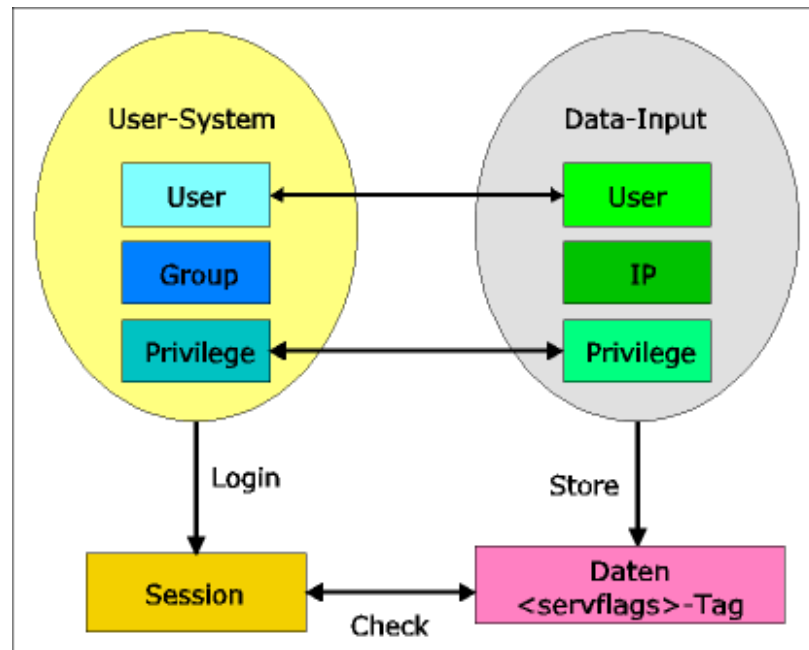 User-System
Data-Input
User
User
Group
IP
Privilege
Privilege
Login
Store
Session
Daten
<servflags>-Tag
Check